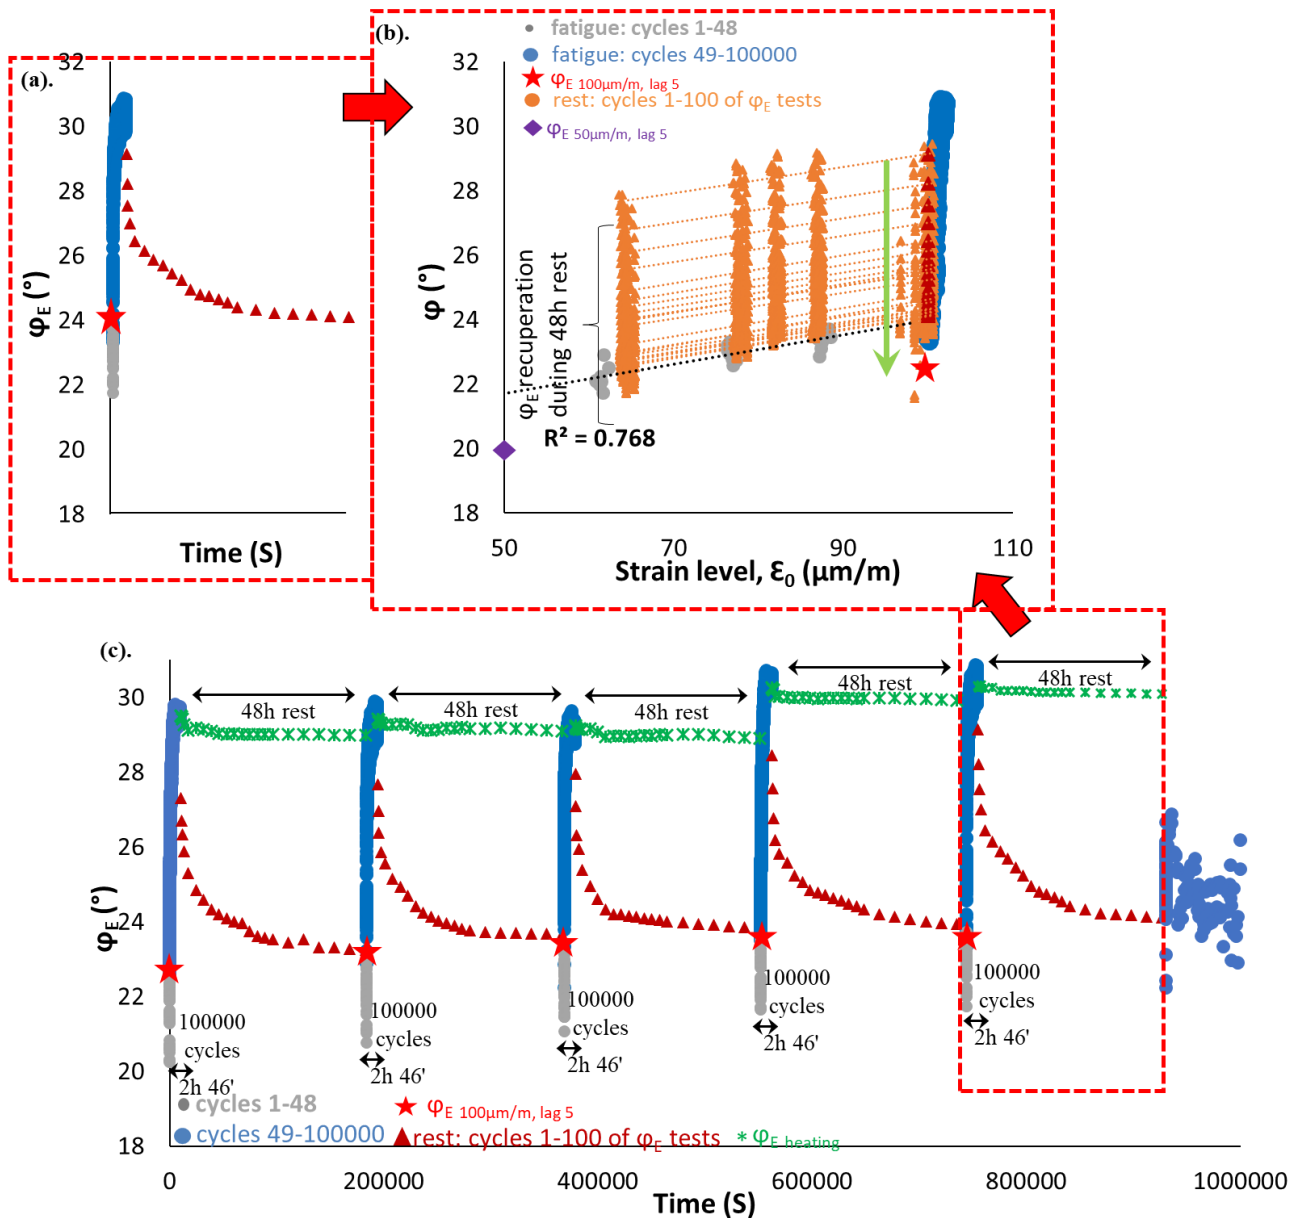 (a).
32
30
28
26
24
22
20
18
φE (°)
Time (S)
(b).
fatigue: cycles 1-48
fatigue: cycles 49-100000
φE 100μm/m, lag 5
rest: cycles 1-100 of φE tests
φE 50μm/m, lag 5
32
30
28
26
24
22
20
18
φ (°)
φE recuperation
during 48h rest
R² = 0.768
50
70
90
110
Strain level, Ɛ0 (μm/m)
(c).
30
28
26
24
22
20
18
φE (°)
48h rest
48h rest
48h rest
48h rest
48h rest
100000
cycles
2h 46'
100000
cycles
2h 46'
100000
cycles
2h 46'
100000
cycles
2h 46'
100000
cycles
2h 46'
cycles 1-48
φE 100μm/m, lag 5
cycles 49-100000
rest: cycles 1-100 of φE tests
φE heating
0
200000
400000
600000
800000
1000000
Time (S)